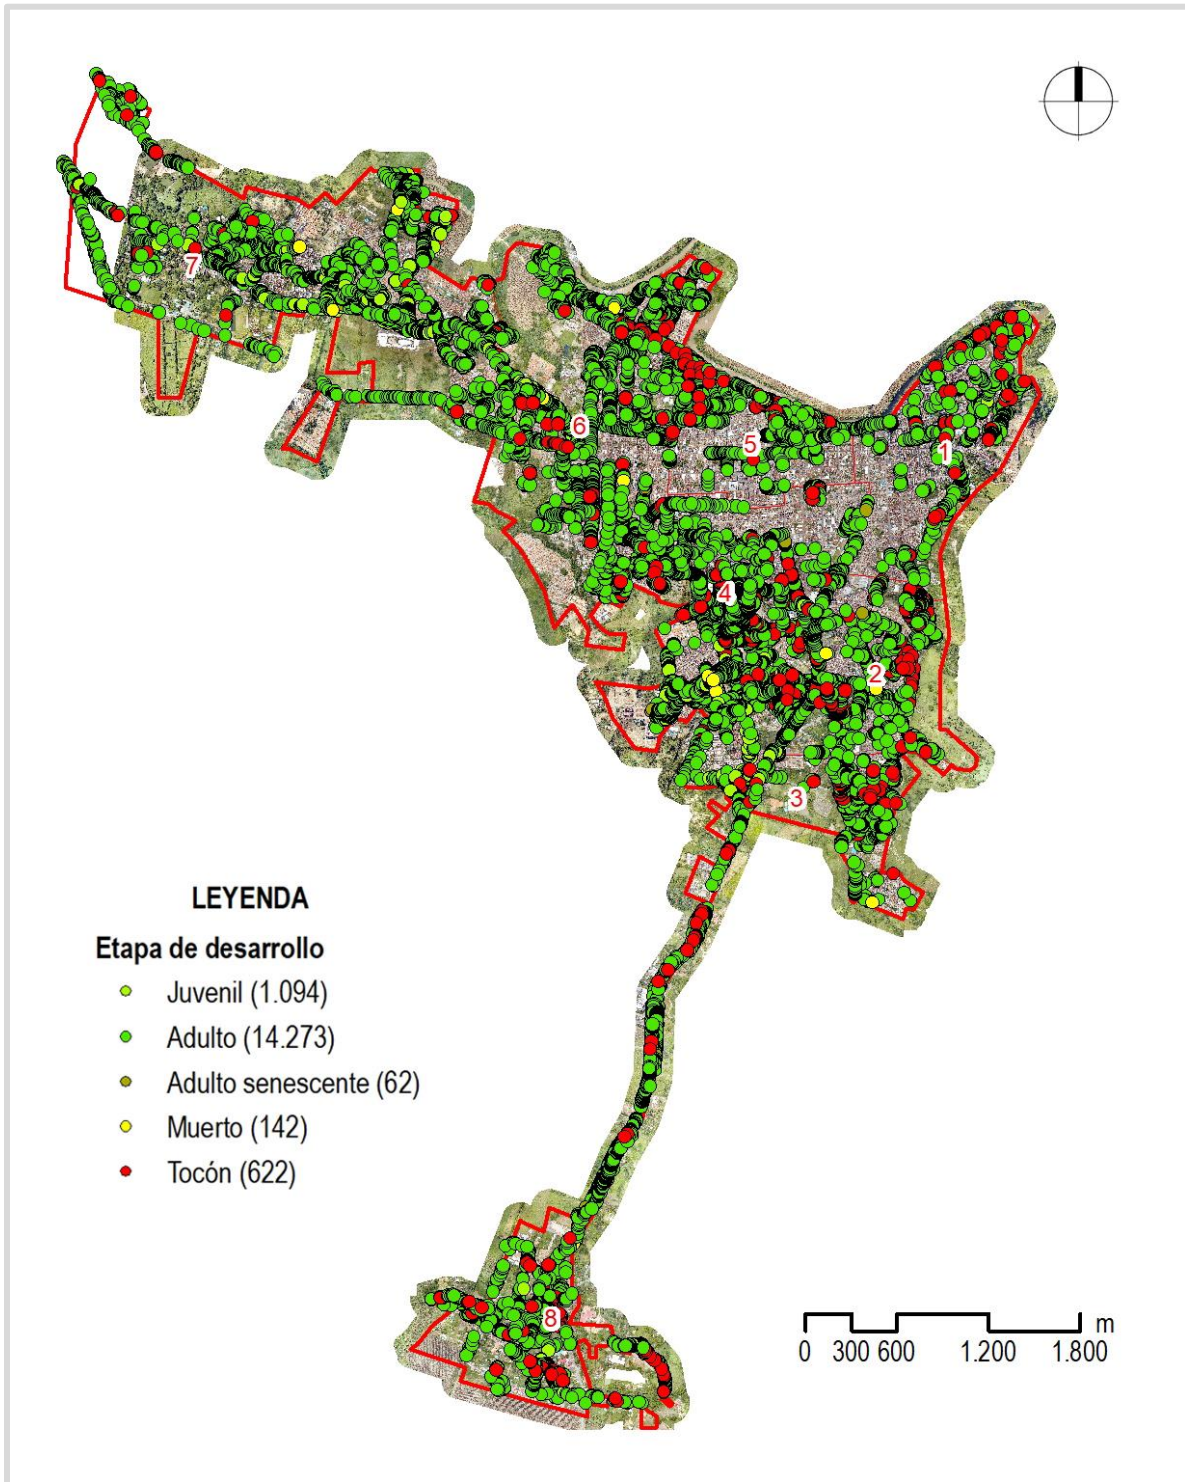 7
6
5
1
4
2
3
LEYENDA
Etapa de desarrollo
Juvenil (1.094)
Adulto (14.273)
Adulto senescente (62)
Muerto (142)
Tocón (622)
8
m
0 300 600 1.200 1.800